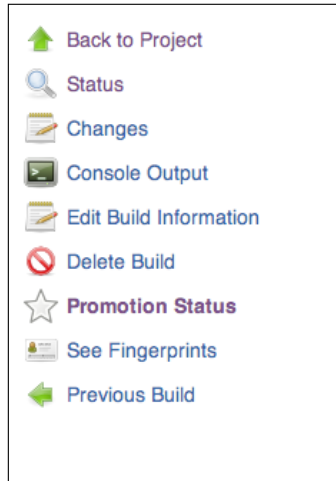 Back to Project
Status
Changes
Console Output
Edit Build Information
Delete Build
Promotion Status
See Fingerprints
Previous Build